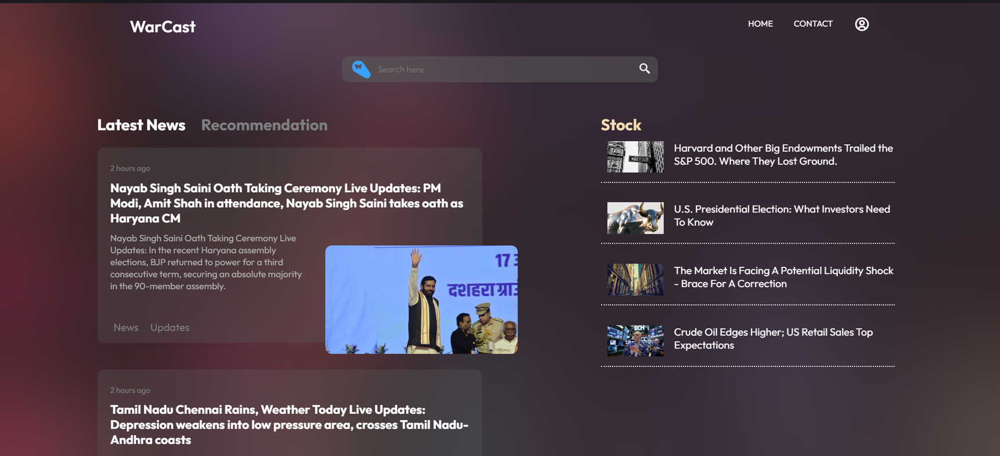 WarCast
HOME
CONTACT
W
Search here
Latest News
Recommendation
2 hours ago
Nayab Singh Saini Oath Taking Ceremony Live Updates: PM
Modi, Amit Shah in attendance, Nayab Singh Saini takes oath as
Haryana CM
Nayab Singh Saini Oath Taking Ceremony Live
Updates: In the recent Haryana assembly
elections, BJP returned to power for a third
consecutive term, securing an absolute majority
in the 90-member assembly.
17
दशहरा ग्रा
News
Updates
2 hours ago
Tamil Nadu Chennai Rains, Weather Today Live Updates:
Depression weakens into low pressure area, crosses Tamil Nadu-
Andhra coasts
Stock
Harvard and Other Big Endowments Trailed the
S&P 500. Where They Lost Ground.
U.S. Presidential Election: What Investors Need
To Know
The Market Is Facing A Potential Liquidity Shock
- Brace For A Correction
Crude Oil Edges Higher; US Retail Sales Top
Expectations